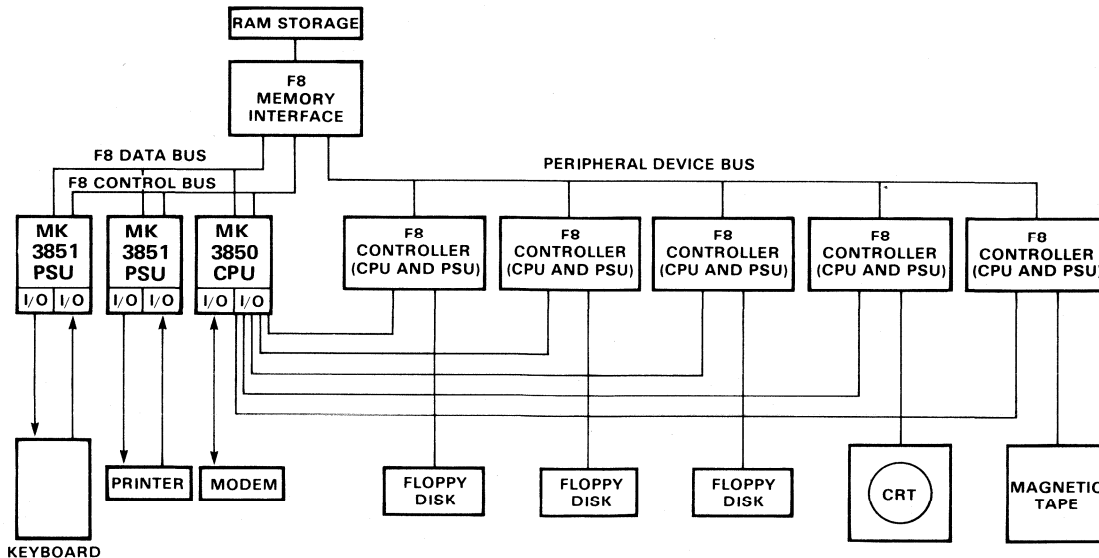 RAM STORAGE
F8
MEMORY
INTERFACE
F8 DATA BUS
F8 CONTROL BUS
PERIPHERAL DEVICE BUS
MK
3851
PSU
I/O I/O
MK
3851
PSU
I/O I/O
MK
3850
CPU
I/O I/O
F8
CONTROLLER
(CPU AND PSU)
F8
CONTROLLER
(CPU AND PSU)
F8
CONTROLLER
(CPU AND PSU)
F8
CONTROLLER
(CPU AND PSU)
F8
CONTROLLER
(CPU AND PSU)
KEYBOARD
PRINTER
MODEM
FLOPPY
DISK
FLOPPY
DISK
FLOPPY
DISK
CRT
MAGNETIC
TAPE